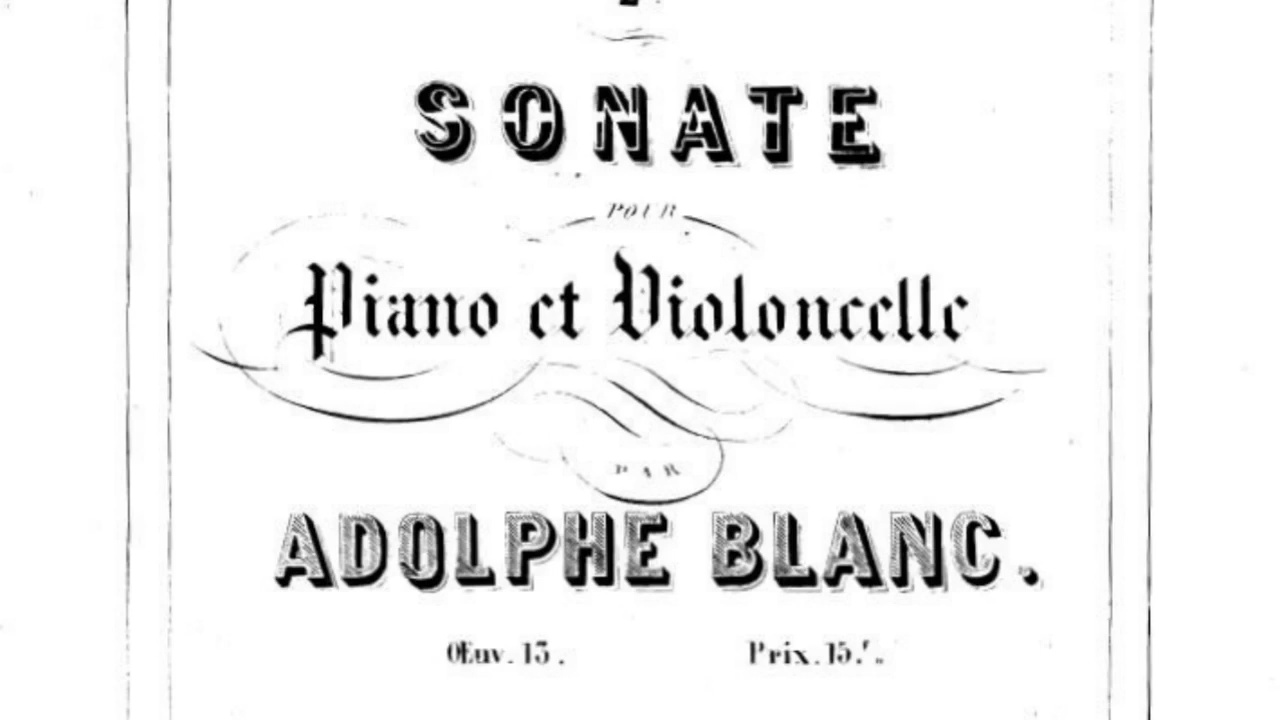 SONATE
POUR
Piano et Violoncelle
PAR
ADOLPHE BLANC.
Œuv. 13. Prix. 15.f „